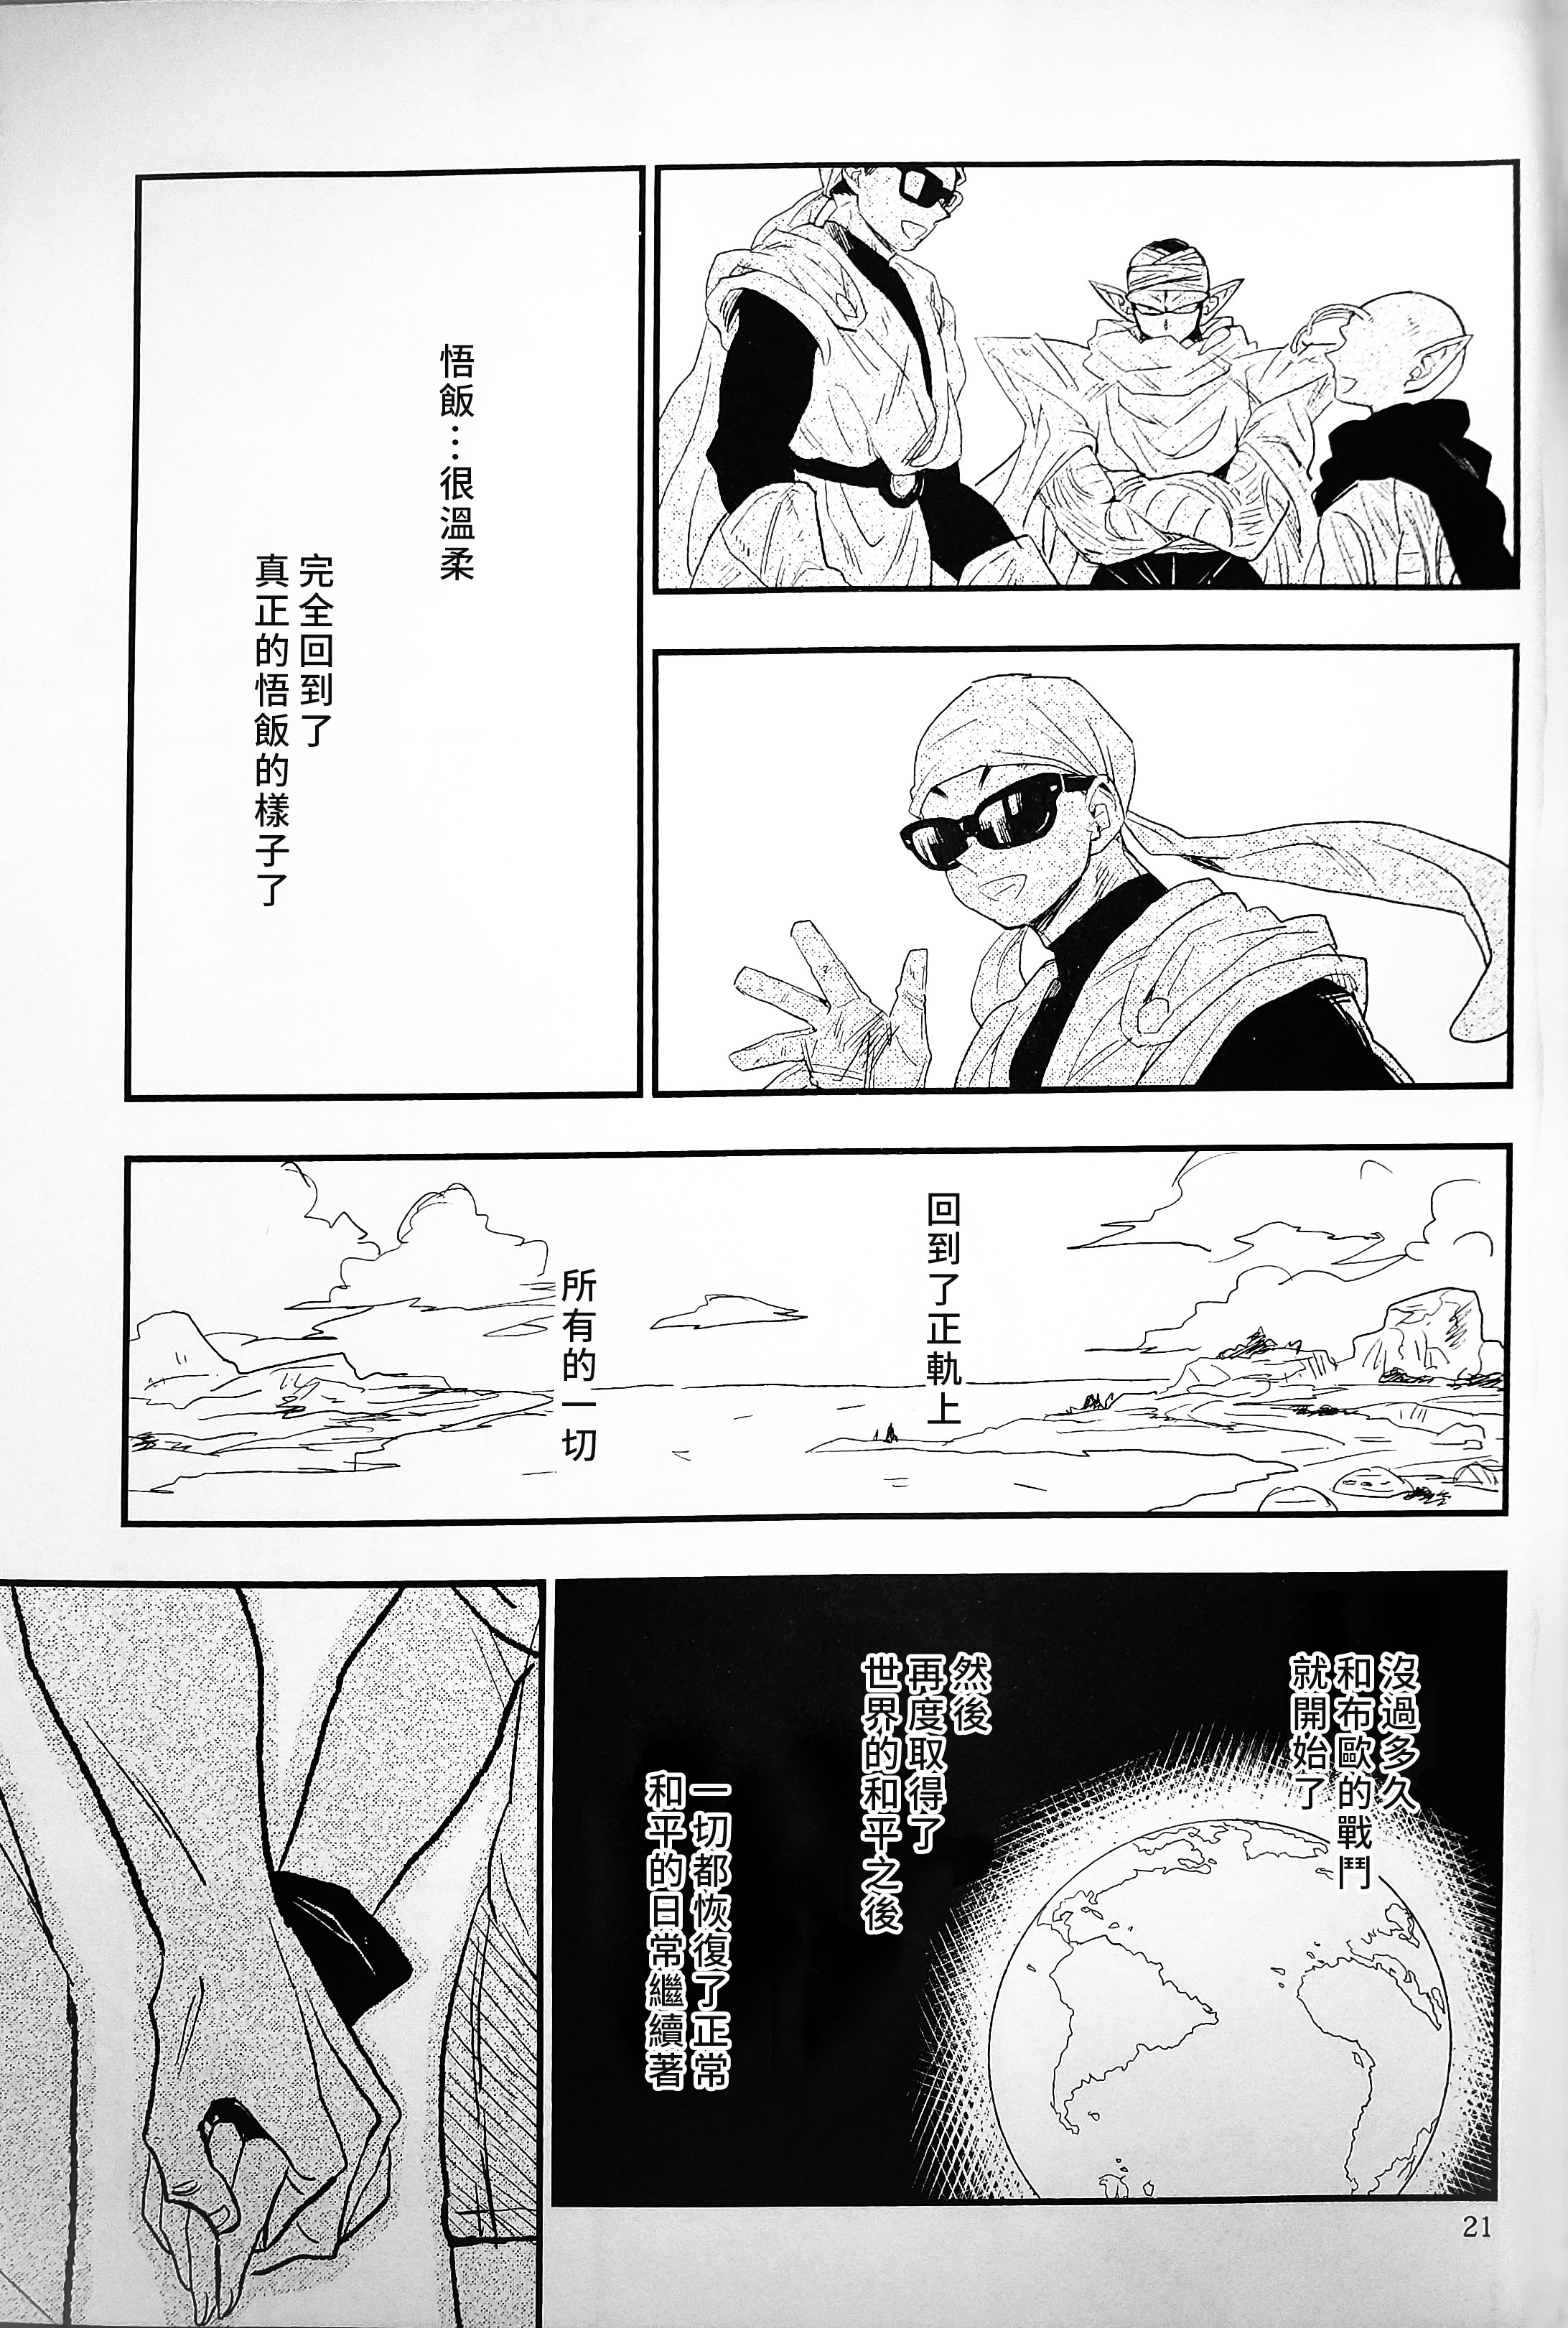 悟飯…很溫柔
完全回到了
真正的悟飯的樣子了
回到了正軌上
所有的一切
沒過多久
和布歐的戰鬥
就開始了
然後
再度取得了
世界的和平之後
一切都恢復了正常
和平的日常繼續著
21